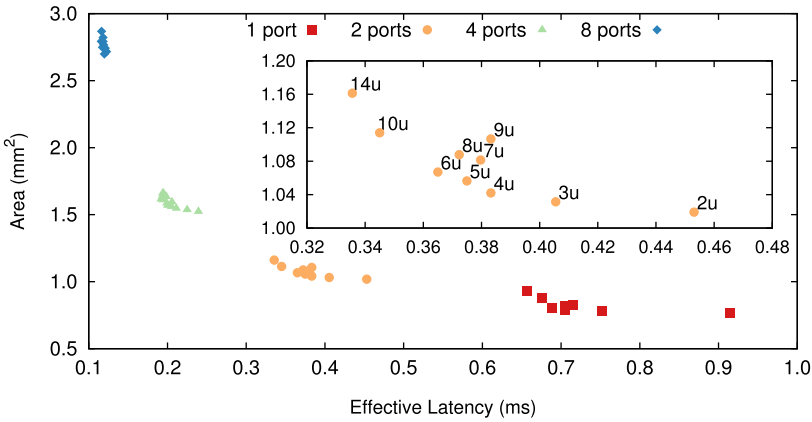 1 port 2 ports 4 ports 8 ports
3.0
2.5
2.0
1.5
1.0
0.5
Area (mm²)
1.20
1.16
1.12
1.08
1.04
1.00
14u
10u
9u
8u
7u
6u
5u
4u
3u
2u
0.32 0.34 0.36 0.38 0.40 0.42 0.44 0.46 0.48
0.1 0.2 0.3 0.4 0.5 0.6 0.7 0.8 0.9 1.0
Effective Latency (ms)